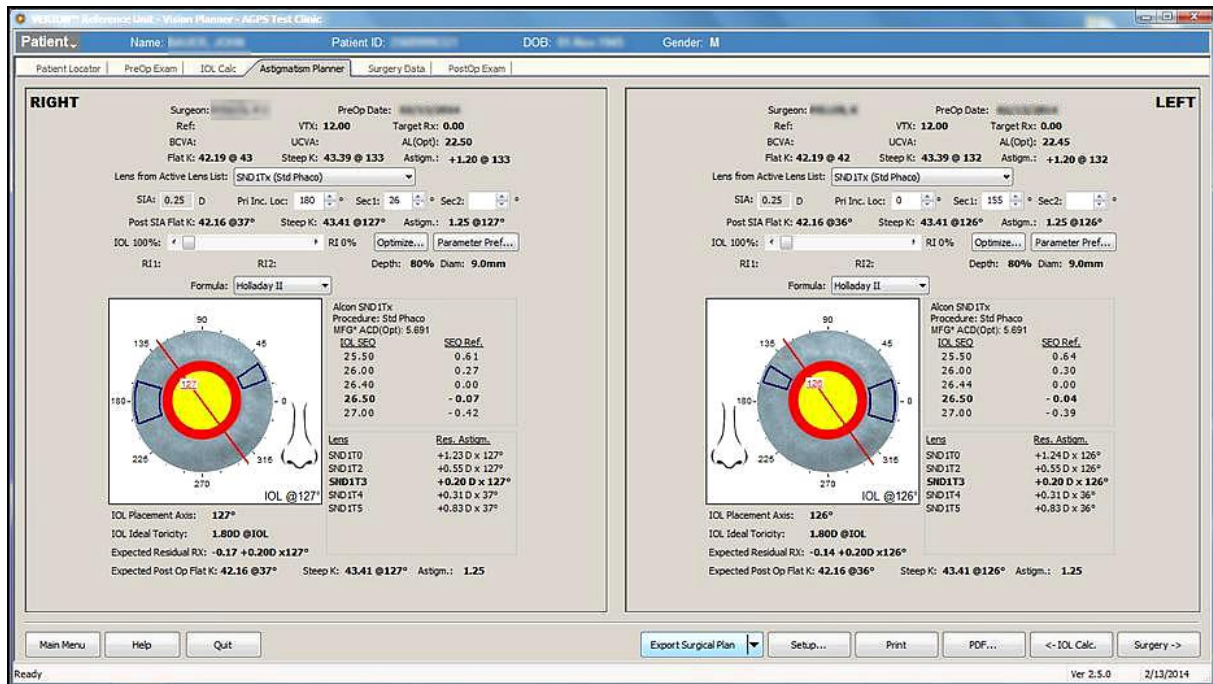 VERION™ Reference Unit - Vision Planner - AGPS Test Clinic
Patient Name: Patient ID: DOB: Gender: M
Patient Locator PreOp Exam IOL Calc Astigmatism Planner Surgery Data PostOp Exam
RIGHT
Surgeon: PreOp Date:
Ref: VTX: 12.00 Target Rx: 0.00
BCVA: UCVA: AL(Opt): 22.50
Flat K: 42.19 @ 43 Steep K: 43.39 @ 133 Astigm.: +1.20 @ 133
Lens from Active Lens List: SND1Tx (Std Phaco)
SIA: 0.25 D Pri Inc. Loc: 180 ° Sec1: 26 ° Sec2: °
Post SIA Flat K: 42.16 @37° Steep K: 43.41 @127° Astigm.: 1.25 @127°
IOL 100%: RI 0% Optimize... Parameter Pref...
RI1: RI2: Depth: 80% Diam: 9.0mm
Formula: Holladay II
90
135 45
127
180 0
225 315
270
IOL @127°
Alcon SND1Tx
Procedure: Std Phaco
MFG* ACD(Opt): 5.691
IOL SEQ SEQ Ref.
25.50 0.61
26.00 0.27
26.40 0.00
26.50 - 0.07
27.00 - 0.42
Lens Res. Astigm.
SND1T0 +1.23 D x 127°
SND1T2 +0.55 D x 127°
SND1T3 +0.20 D x 127°
SND1T4 +0.31 D x 37°
SND1T5 +0.83 D x 37°
IOL Placement Axis: 127°
IOL Ideal Toricity: 1.80D @IOL
Expected Residual RX: -0.17 +0.20D x127°
Expected Post Op Flat K: 42.16 @37° Steep K: 43.41 @127° Astigm.: 1.25
LEFT
Surgeon: PreOp Date:
Ref: VTX: 12.00 Target Rx: 0.00
BCVA: UCVA: AL(Opt): 22.45
Flat K: 42.19 @ 42 Steep K: 43.39 @ 132 Astigm.: +1.20 @ 132
Lens from Active Lens List: SND1Tx (Std Phaco)
SIA: 0.25 D Pri Inc. Loc: 0 ° Sec1: 155 ° Sec2: °
Post SIA Flat K: 42.16 @36° Steep K: 43.41 @126° Astigm.: 1.25 @126°
IOL 100%: RI 0% Optimize... Parameter Pref...
RI1: RI2: Depth: 80% Diam: 9.0mm
Formula: Holladay II
90
135 45
126
180 0
225 315
270
IOL @126°
Alcon SND1Tx
Procedure: Std Phaco
MFG* ACD(Opt): 5.691
IOL SEQ SEQ Ref.
25.50 0.64
26.00 0.30
26.44 0.00
26.50 - 0.04
27.00 - 0.39
Lens Res. Astigm.
SND1T0 +1.24 D x 126°
SND1T2 +0.55 D x 126°
SND1T3 +0.20 D x 126°
SND1T4 +0.31 D x 36°
SND1T5 +0.83 D x 36°
IOL Placement Axis: 126°
IOL Ideal Toricity: 1.80D @IOL
Expected Residual RX: -0.14 +0.20D x126°
Expected Post Op Flat K: 42.16 @36° Steep K: 43.41 @126° Astigm.: 1.25
Main Menu Help Quit Export Surgical Plan Setup... Print PDF... <- IOL Calc. Surgery ->
Ready Ver 2.5.0 2/13/2014